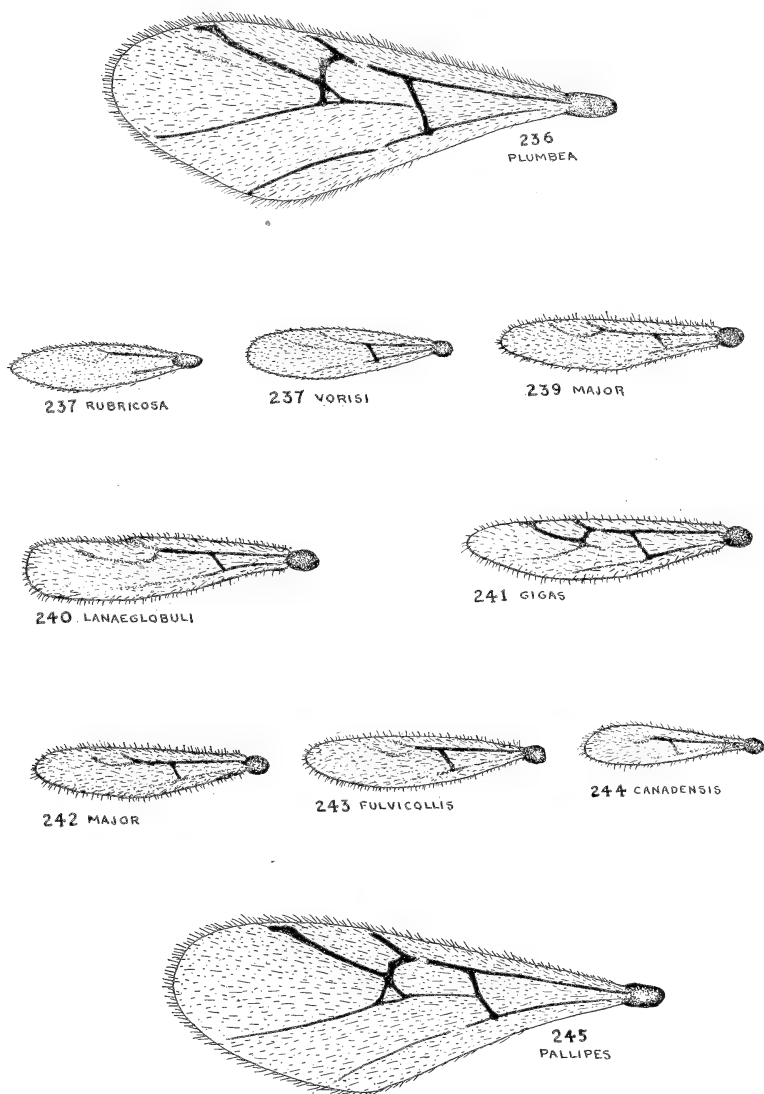 236
PLUMBEA
237 RUBRICOSA
237 VORISI
239 MAJOR
240 LANAEGLOBULI
241 GIGAS
242 MAJOR
243 FULVICOLLIS
244 CANADENSIS
245
PALLIPES